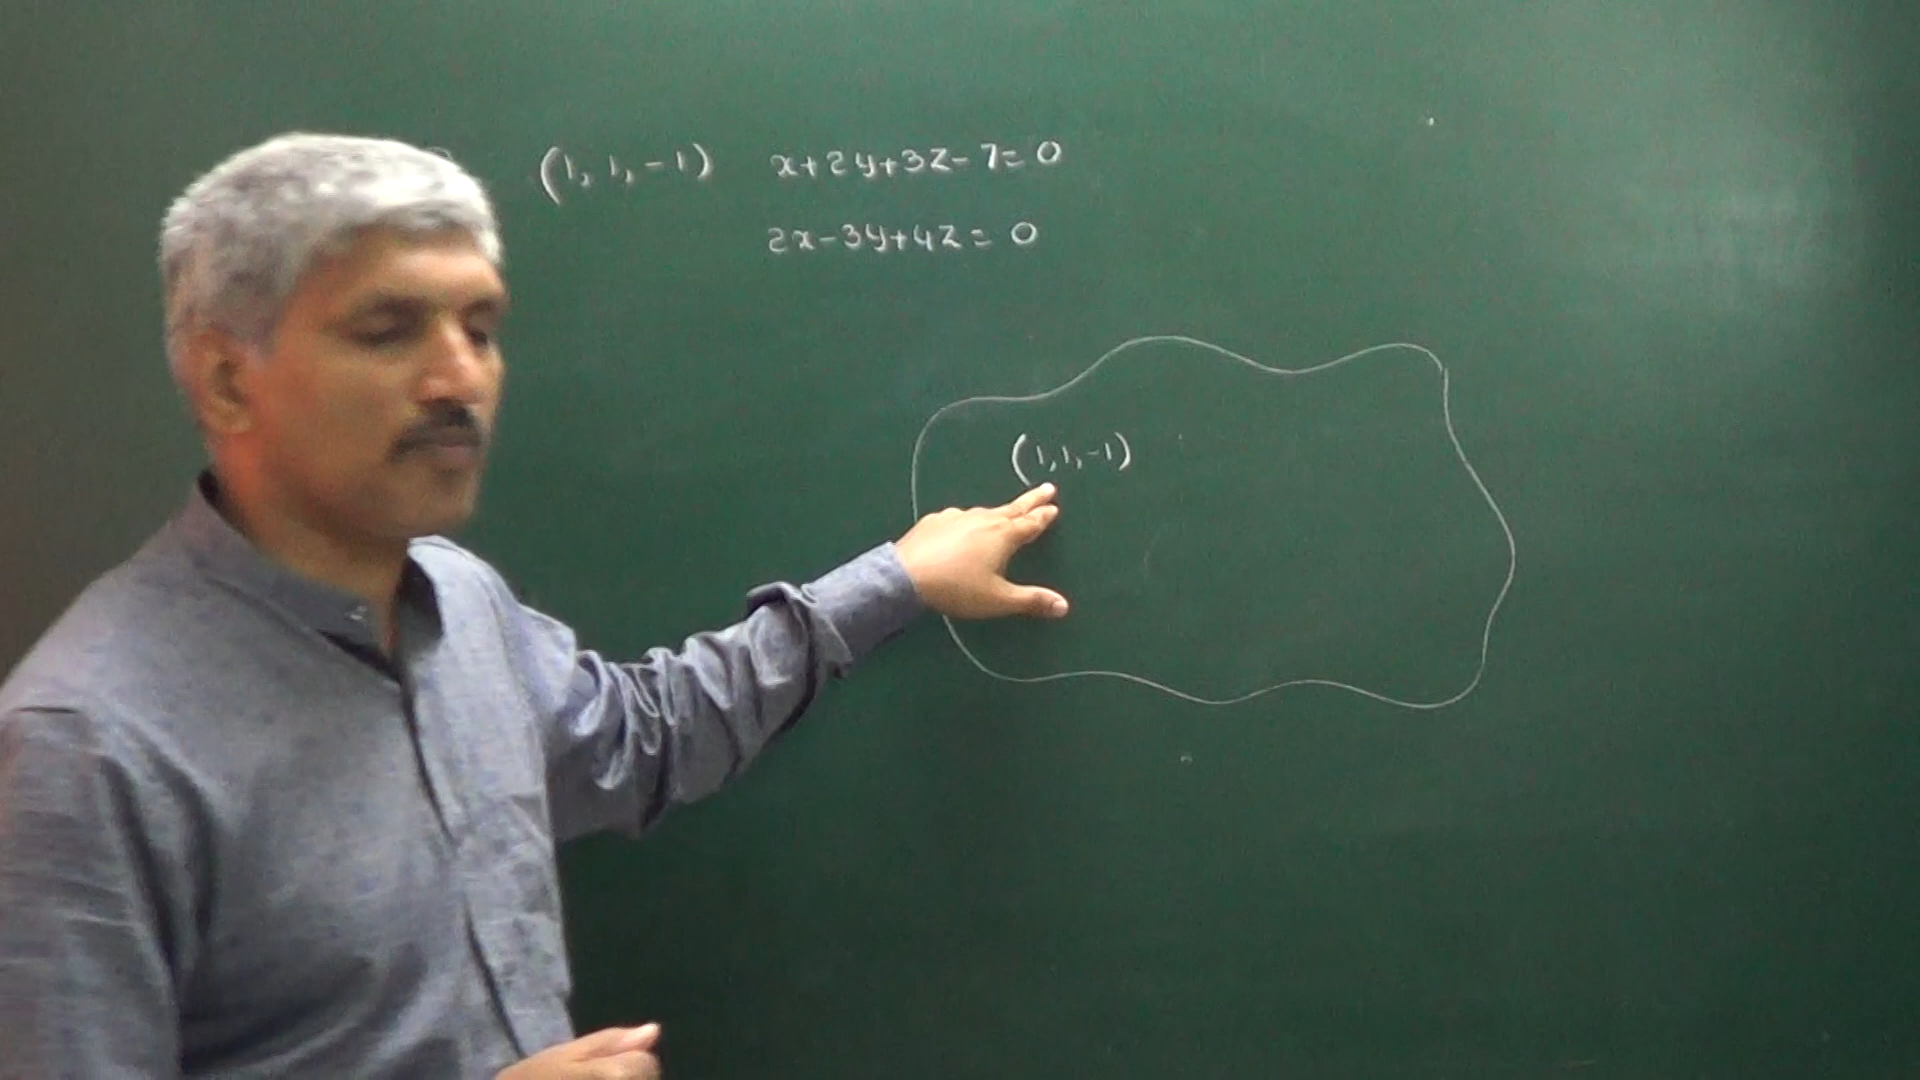 (1, 1, -1) x+2y+3z-7=0
2x-3y+4z=0
(1, 1, -1)